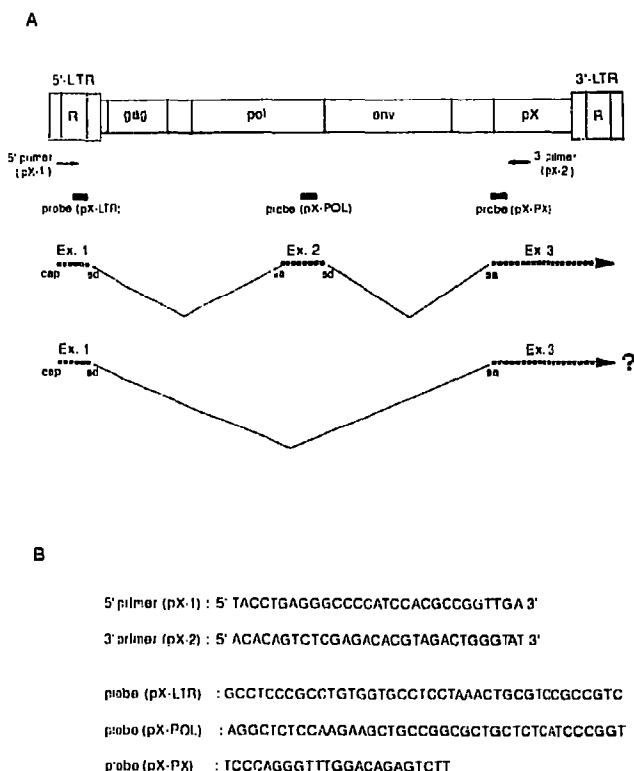 A
5'-LTR 3'-LTR
R gag pol env pX R
5' primer (pX-1)
3' primer (pX-2)
probe (pX-LTR) probe (pX-POL) probe (pX-PX)
Ex. 1 Ex. 2 Ex 3
cap sd sa sd sa
Ex. 1 Ex. 3
cap sd sa ?
B
5' primer (pX-1) : 5' TACCTGAGGGCCCCATCCACGCCGGTTGA 3'
3' primer (pX-2) : 5' ACACAGTCTCGAGACACGTAGACTGGGTAT 3'
probe (pX-LTR) : GCCTCCCGCCTGTGGTGCCTCCTAAACTGCGTCCGCCGTC
probe (pX-POL) : AGGCTCTCCAAGAAGCTGCCGGCGCTGCTCTCATCCCGGT
probe (pX-PX) : TCCCAGGGTTTGGACAGAGTCTT